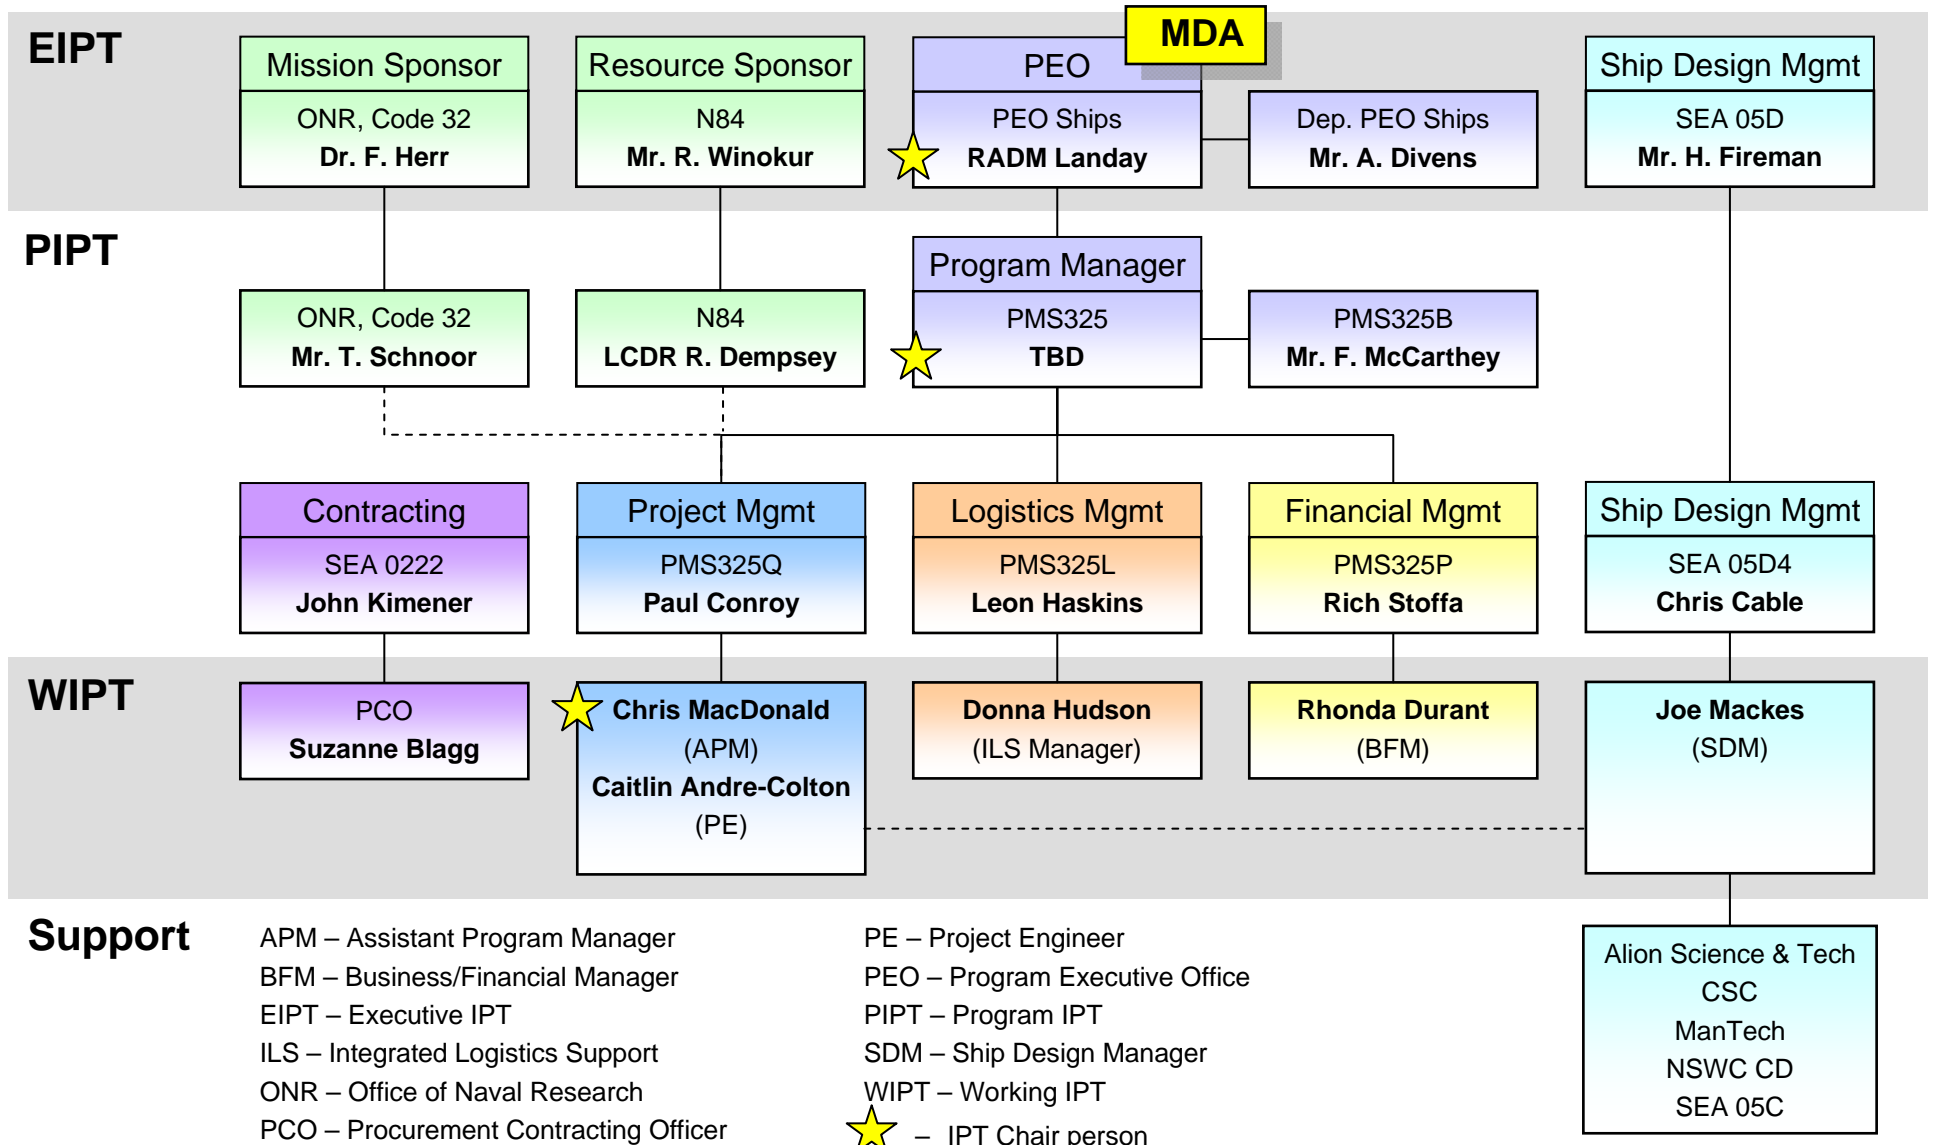 EIPT
MDA
Mission Sponsor
ONR, Code 32
Dr. F. Herr
Resource Sponsor
N84
Mr. R. Winokur
PEO
PEO Ships
RADM Landay
Dep. PEO Ships
Mr. A. Divens
Ship Design Mgmt
SEA 05D
Mr. H. Fireman
PIPT
ONR, Code 32
Mr. T. Schnoor
N84
LCDR R. Dempsey
Program Manager
PMS325
TBD
PMS325B
Mr. F. McCarthey
Contracting
SEA 0222
John Kimener
Project Mgmt
PMS325Q
Paul Conroy
Logistics Mgmt
PMS325L
Leon Haskins
Financial Mgmt
PMS325P
Rich Stoffa
Ship Design Mgmt
SEA 05D4
Chris Cable
WIPT
PCO
Suzanne Blagg
Chris MacDonald
(APM)
Caitlin Andre-Colton
(PE)
Donna Hudson
(ILS Manager)
Rhonda Durant
(BFM)
Joe Mackes
(SDM)
Support
APM – Assistant Program Manager
BFM – Business/Financial Manager
EIPT – Executive IPT
ILS – Integrated Logistics Support
ONR – Office of Naval Research
PCO – Procurement Contracting Officer
PE – Project Engineer
PEO – Program Executive Office
PIPT – Program IPT
SDM – Ship Design Manager
WIPT – Working IPT
– IPT Chair person
Alion Science & Tech
CSC
ManTech
NSWC CD
SEA 05C